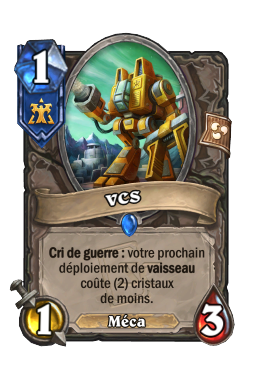 1
VCS
Cri de guerre : votre prochain
déploiement de vaisseau
coûte (2) cristaux
de moins.
1
Méca
3